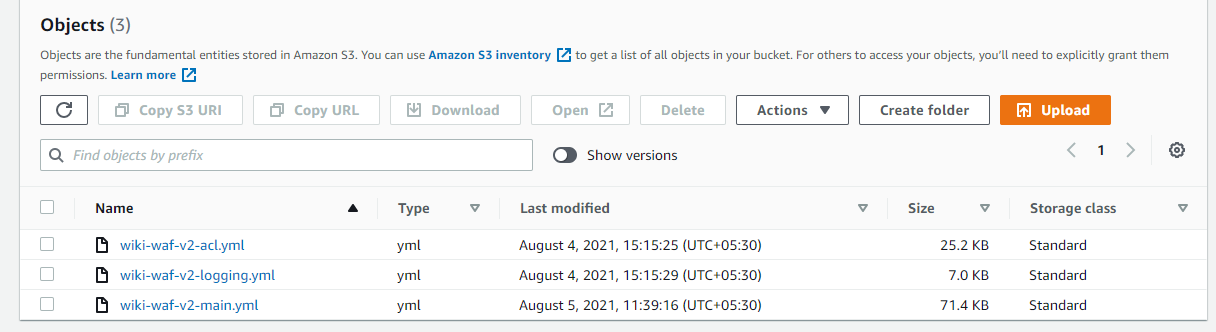 Objects (3)
Objects are the fundamental entities stored in Amazon S3. You can use Amazon S3 inventory to get a list of all objects in your bucket. For others to access your objects, you'll need to explicitly grant them
permissions. Learn more
Copy S3 URI Copy URL Download Open Delete Actions Create folder Upload
Find objects by prefix Show versions 1
Name Type Last modified Size Storage class
wiki-waf-v2-acl.yml yml August 4, 2021, 15:15:25 (UTC+05:30) 25.2 KB Standard
wiki-waf-v2-logging.yml yml August 4, 2021, 15:15:29 (UTC+05:30) 7.0 KB Standard
wiki-waf-v2-main.yml yml August 5, 2021, 11:39:16 (UTC+05:30) 71.4 KB Standard